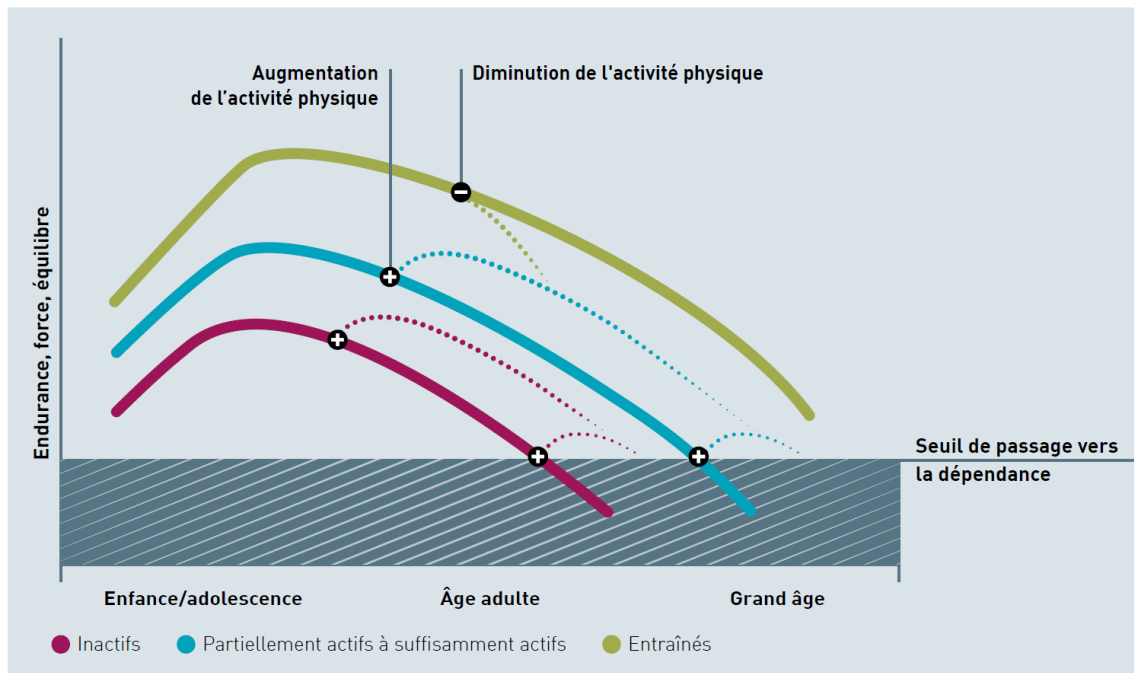 Augmentation
de l’activité physique
Diminution de l'activité physique
Endurance, force, équilibre
Seuil de passage vers
la dépendance
Enfance/adolescence
Âge adulte
Grand âge
Inactifs
Partiellement actifs à suffisamment actifs
Entraînés